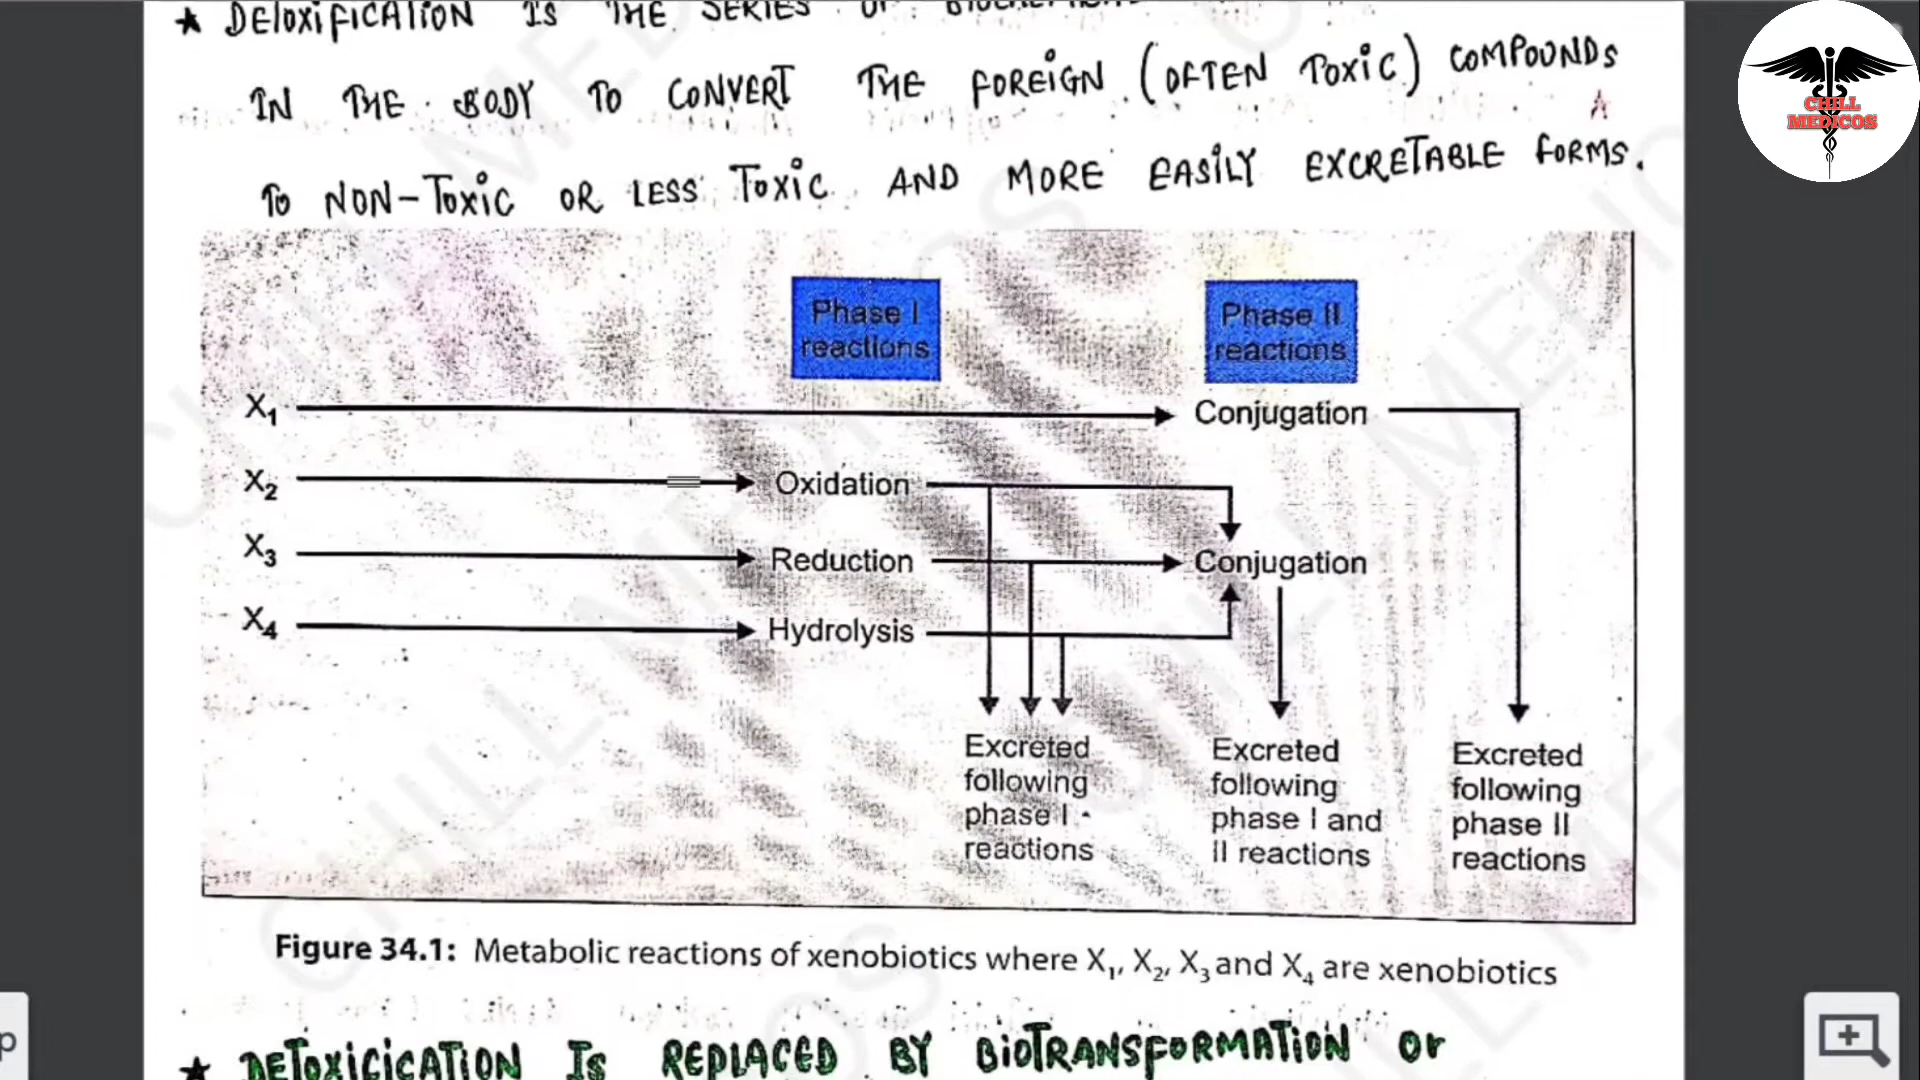 ★ DEToxiFiCATiON IS THE SERIES OF
IN THE BODY TO CONVERT THE FOREiGN (OFTEN ToxiC) COMPOUNDS
TO NON-ToxiC OR LESS ToxiC AND MORE EASiLY EXCRETABLE FORMS.
CHILL
MEDICOS
Phase I
reactions
Phase II
reactions
X₁
Conjugation
X₂
Oxidation
X₃
Reduction
Conjugation
X₄
Hydrolysis
Excreted
following
phase I
reactions
Excreted
following
phase I and
II reactions
Excreted
following
phase II
reactions
Figure 34.1: Metabolic reactions of xenobiotics where X₁, X₂, X₃ and X₄ are xenobiotics
★ DEToxiCiCATiON IS REPLACED BY BiOTRANSFORMATiON or
p